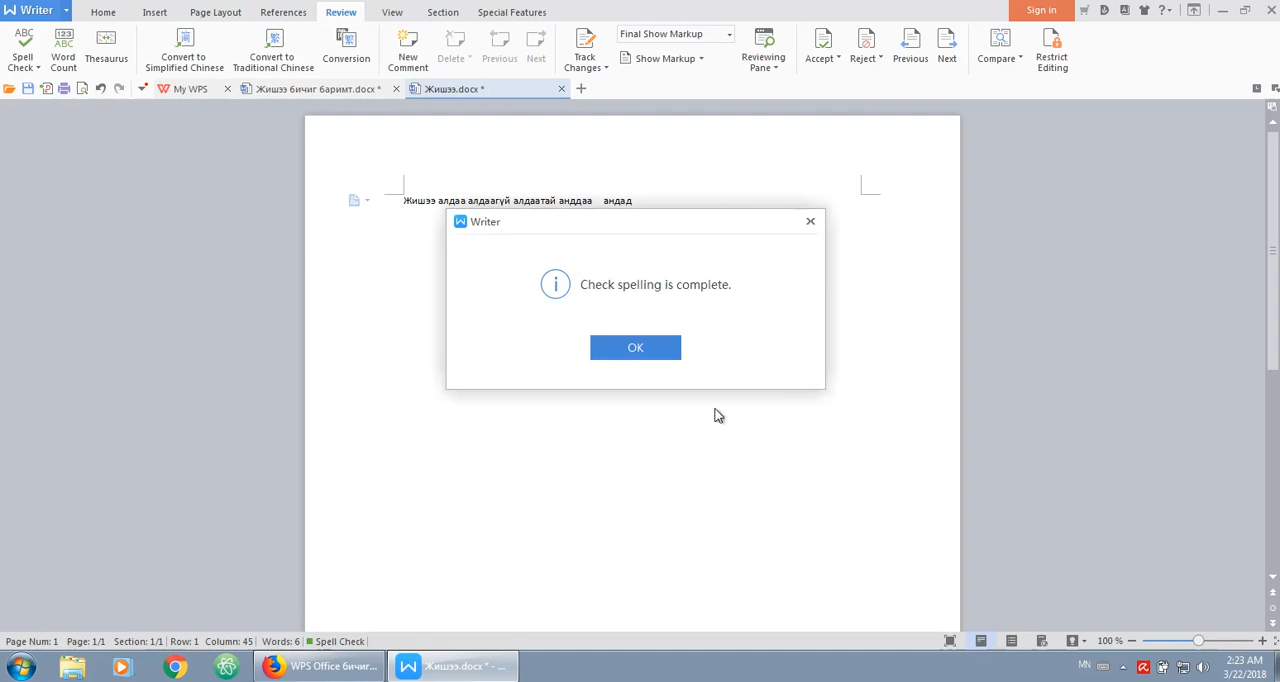 Writer
Home Insert Page Layout References Review View Section Special Features
Sign in
ABC
Spell Check
123 ABC
Word Count
Thesaurus
Convert to Simplified Chinese
Convert to Traditional Chinese
Conversion
New Comment
Delete
Previous
Next
Track Changes
Final Show Markup
Show Markup
Reviewing Pane
Accept
Reject
Previous
Next
Compare
Restrict Editing
My WPS
Жишээ бичиг баримт.docx *
Жишээ.docx *
Жишээ алдаа алдаагүй алдаатай анддаа андад
Writer
Check spelling is complete.
OK
Page Num: 1 Page: 1/1 Section: 1/1 Row: 1 Column: 45 Words: 6 Spell Check
100 %
WPS Office бичиг...
Жишээ.docx * - ...
MN
2:23 AM
3/22/2018